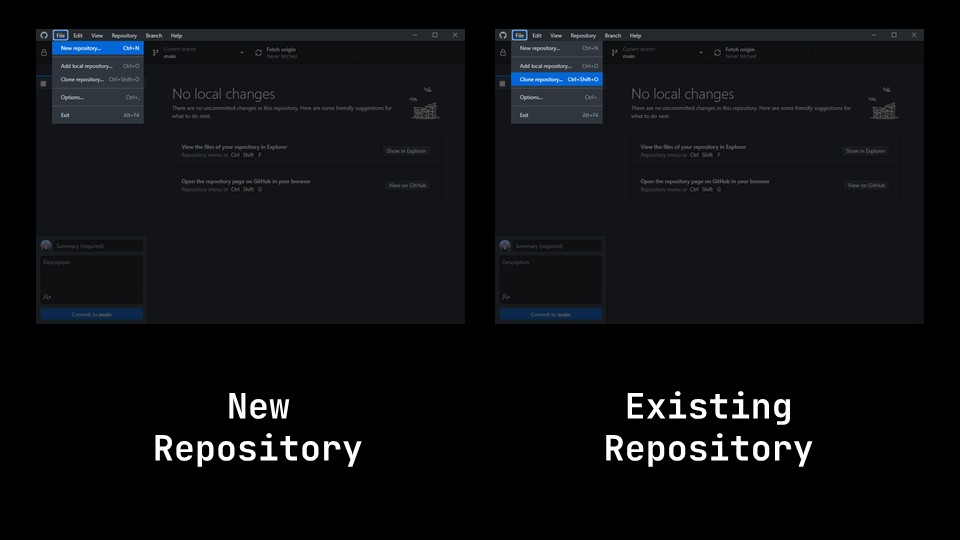 File Edit View Repository Branch Help
New repository... Ctrl+N
Add local repository... Ctrl+O
Clone repository... Ctrl+Shift+O
Options... Ctrl+,
Exit Alt+F4
Current branch
main
Fetch origin
Never fetched
No local changes
There are no uncommitted changes in this repository. Here are some friendly suggestions for
what to do next.
View the files of your repository in Explorer
Repository menu or Ctrl Shift F
Show in Explorer
Open the repository page on GitHub in your browser
Repository menu or Ctrl Shift G
View on GitHub
Summary (required)
Description
Commit to main
File Edit View Repository Branch Help
New repository... Ctrl+N
Add local repository... Ctrl+O
Clone repository... Ctrl+Shift+O
Options... Ctrl+,
Exit Alt+F4
Current branch
main
Fetch origin
Never fetched
No local changes
There are no uncommitted changes in this repository. Here are some friendly suggestions for
what to do next.
View the files of your repository in Explorer
Repository menu or Ctrl Shift F
Show in Explorer
Open the repository page on GitHub in your browser
Repository menu or Ctrl Shift G
View on GitHub
Summary (required)
Description
Commit to main
New
Repository
Existing
Repository